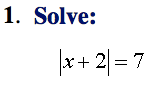 1. Solve:
|x + 2| = 7